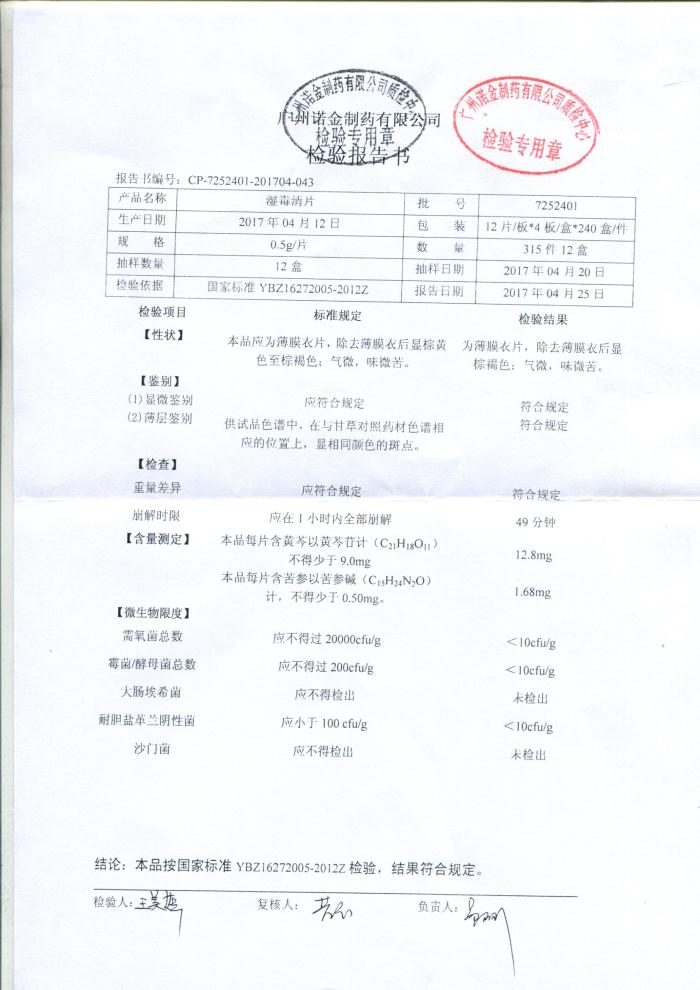 广州诺金制药有限公司质检中心
检验专用章
广州诺金制药有限公司质检中心
检验专用章
广州诺金制药有限公司
检验报告书
报告书编号：CP-7252401-201704-043
产品名称 湿毒消片 批 号 7252401
生产日期 2017 年 04 月 12 日 包 装 12 片/板*4 板/盒*240 盒/件
规 格 0.5g/片 数 量 315 件 12 盒
抽样数量 12 盒 抽样日期 2017 年 04 月 20 日
检验依据 国家标准 YBZ16272005-2012Z 报告日期 2017 年 04 月 25 日
检验项目 标准规定 检验结果
【性状】 本品应为薄膜衣片，除去薄膜衣后显棕黄 为薄膜衣片，除去薄膜衣后显
色至棕褐色；气微，味微苦。 棕褐色；气微，味微苦。
【鉴别】
(1)显微鉴别 应符合规定 符合规定
(2)薄层鉴别 供试品色谱中，在与甘草对照药材色谱相 符合规定
应的位置上，显相同颜色的斑点。
【检查】
重量差异 应符合规定 符合规定
崩解时限 应在 1 小时内全部崩解 49 分钟
【含量测定】 本品每片含黄芩以黄芩苷计（C₂₁H₁₈O₁₁） 12.8mg
不得少于 9.0mg
本品每片含苦参以苦参碱（C₁₅H₂₄N₂O） 1.68mg
计，不得少于 0.50mg。
【微生物限度】
需氧菌总数 应不得过 20000cfu/g ＜10cfu/g
霉菌/酵母菌总数 应不得过 200cfu/g ＜10cfu/g
大肠埃希菌 应不得检出 未检出
耐胆盐革兰阴性菌 应小于 100 cfu/g ＜10cfu/g
沙门菌 应不得检出 未检出
结论：本品按国家标准 YBZ16272005-2012Z 检验，结果符合规定。
检验人： 复核人： 负责人：